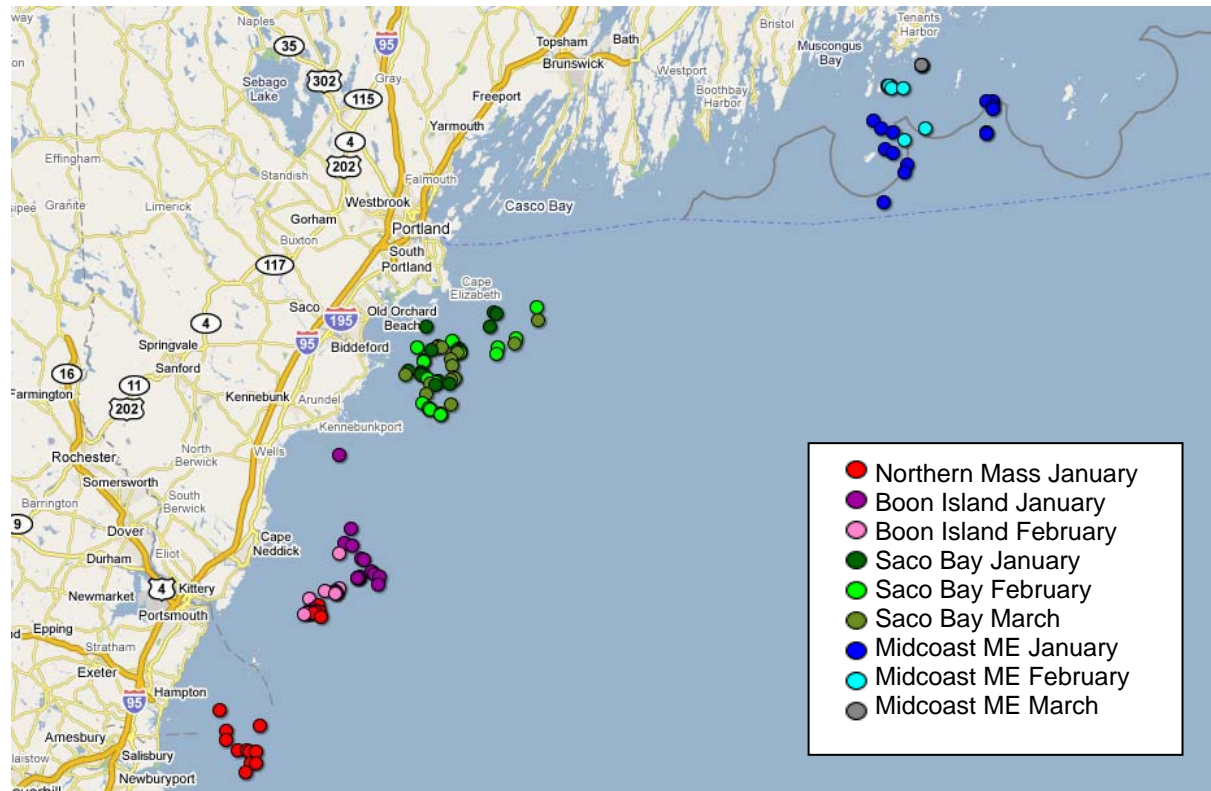 Naples
Bristol
Tenants
Harbor
35
95
Gray
Topsham
Bath
Muscongus
Bay
Brunswick
Westport
Sebago
Lake
302
115
Freeport
Boothbay
Harbor
Yarmouth
4
Effingham
202
Standish
Falmouth
Westbrook
Casco Bay
Granite
Limerick
Gorham
Buxton
Portland
South
Portland
117
Cape
Elizabeth
Saco
Old Orchard
Beach
195
4
95
Biddeford
Springvale
Sanford
16
11
Kennebunk
Arundel
Farmington
202
Kennebunkport
North
Berwick
Wells
Rochester
Somersworth
South
Berwick
Barrington
9
Dover
Cape
Neddick
Eliot
Durham
4
Kittery
Newmarket
Portsmouth
Epping
Stratham
Exeter
Hampton
95
Amesbury
Salisbury
Newburyport
Northern Mass January
Boon Island January
Boon Island February
Saco Bay January
Saco Bay February
Saco Bay March
Midcoast ME January
Midcoast ME February
Midcoast ME March